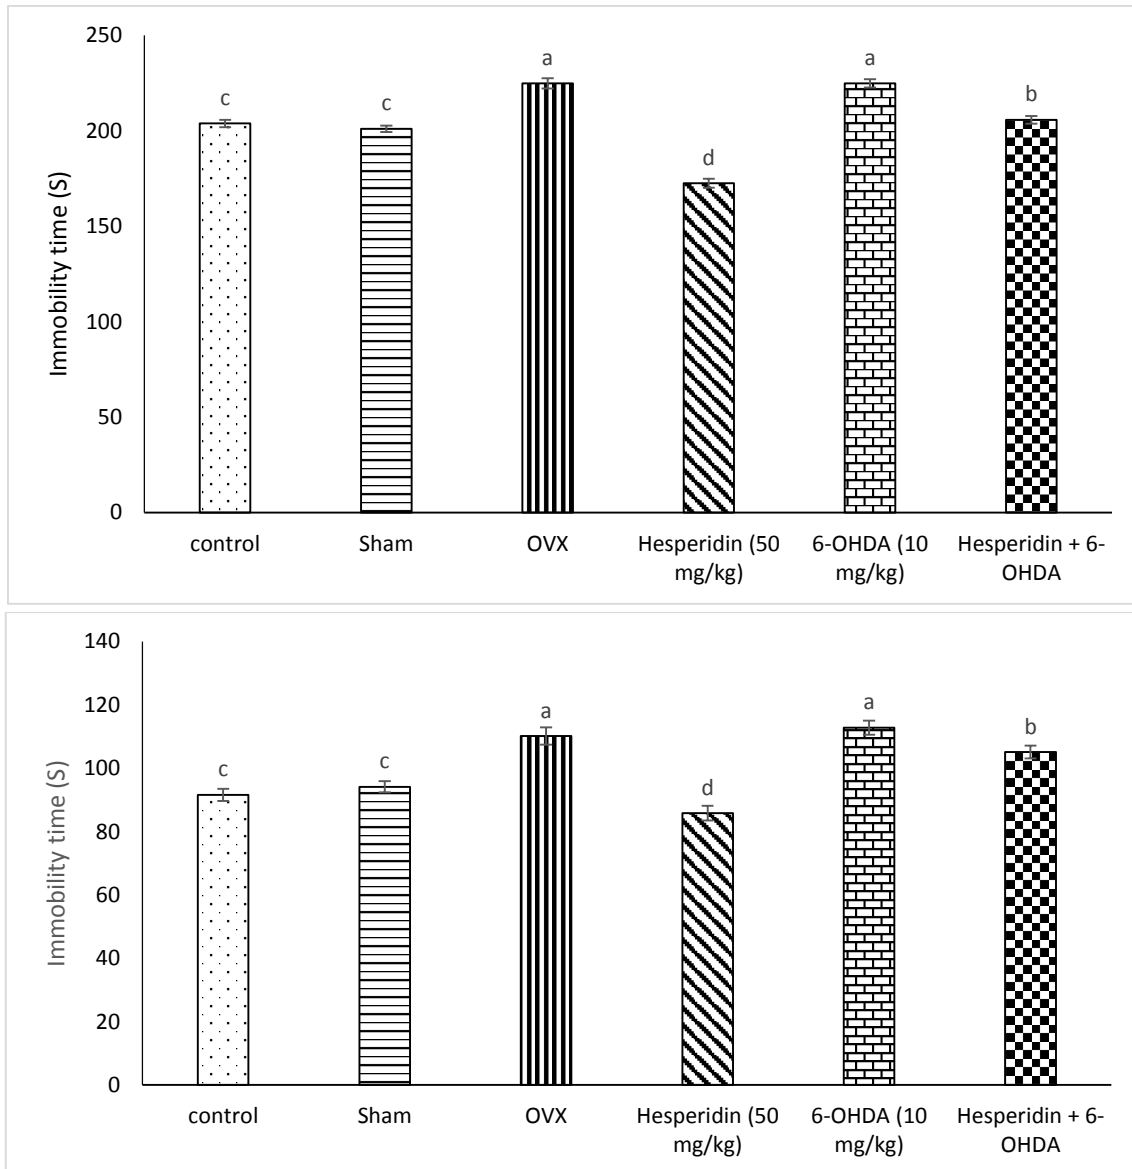 250
200
150
100
50
0
Immobility time (S)
c
c
a
d
a
b
control
Sham
OVX
Hesperidin (50
mg/kg)
6-OHDA (10
mg/kg)
Hesperidin + 6-
OHDA
140
120
100
80
60
40
20
0
Immobility time (S)
c
c
a
d
a
b
control
Sham
OVX
Hesperidin (50
mg/kg)
6-OHDA (10
mg/kg)
Hesperidin + 6-
OHDA